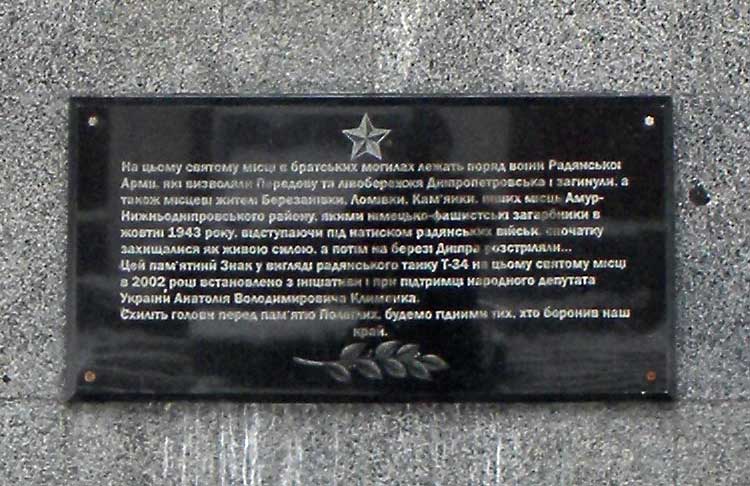 На цьому святому місці в братських могилах лежать поряд воїни Радянської
Армії, які визволяли Передову та лівобережжя Дніпропетровська і загинули, а
також місцеві жителі Березанівки, Ломівки, Кам'янки, інших місць Амур-
Нижньодніпровського району, якими німецько-фашистські загарбники в
жовтні 1943 року, відступаючи під натиском радянських військ, спочатку
захищалися як живою силою, а потім на березі Дніпра розстріляли...
Цей пам'ятний Знак у вигляді радянського танку Т-34 на цьому святому місці
в 2002 році встановлено з ініціативи і при підтримці народного депутата
України Анатолія ВолодимировичаКлименка.
Схиліть голови перед пам'яттю Полеглих, будемо гідними тих, хто боронив наш
край.